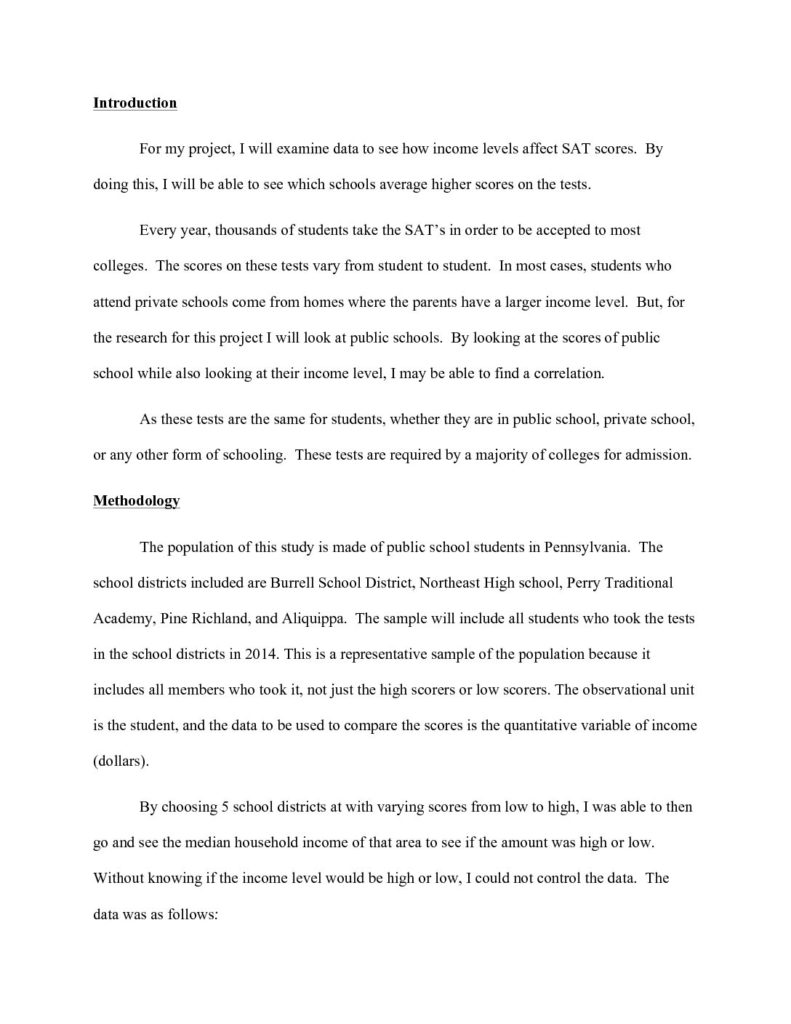 Introduction
For my project, I will examine data to see how income levels affect SAT scores.  By
doing this, I will be able to see which schools average higher scores on the tests.
Every year, thousands of students take the SAT’s in order to be accepted to most
colleges.  The scores on these tests vary from student to student.  In most cases, students who
attend private schools come from homes where the parents have a larger income level.  But, for
the research for this project I will look at public schools.  By looking at the scores of public
school while also looking at their income level, I may be able to find a correlation.
As these tests are the same for students, whether they are in public school, private school,
or any other form of schooling.  These tests are required by a majority of colleges for admission.
Methodology
The population of this study is made of public school students in Pennsylvania.  The
school districts included are Burrell School District, Northeast High school, Perry Traditional
Academy, Pine Richland, and Aliquippa.  The sample will include all students who took the tests
in the school districts in 2014. This is a representative sample of the population because it
includes all members who took it, not just the high scorers or low scorers. The observational unit
is the student, and the data to be used to compare the scores is the quantitative variable of income
(dollars).
By choosing 5 school districts at with varying scores from low to high, I was able to then
go and see the median household income of that area to see if the amount was high or low.
Without knowing if the income level would be high or low, I could not control the data.  The
data was as follows: